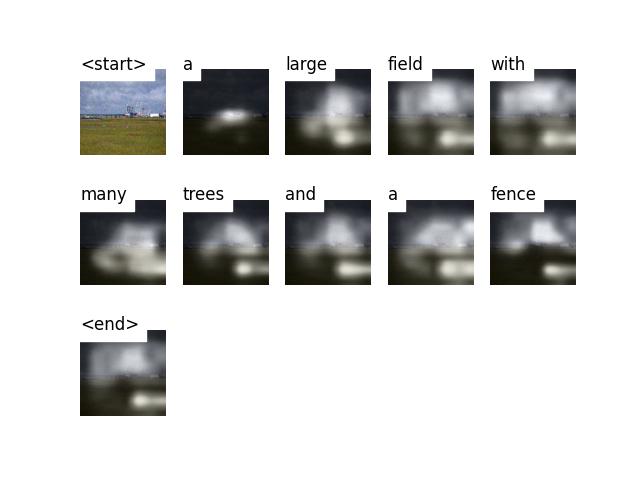 <start> a large field with
many trees and a fence
<end>